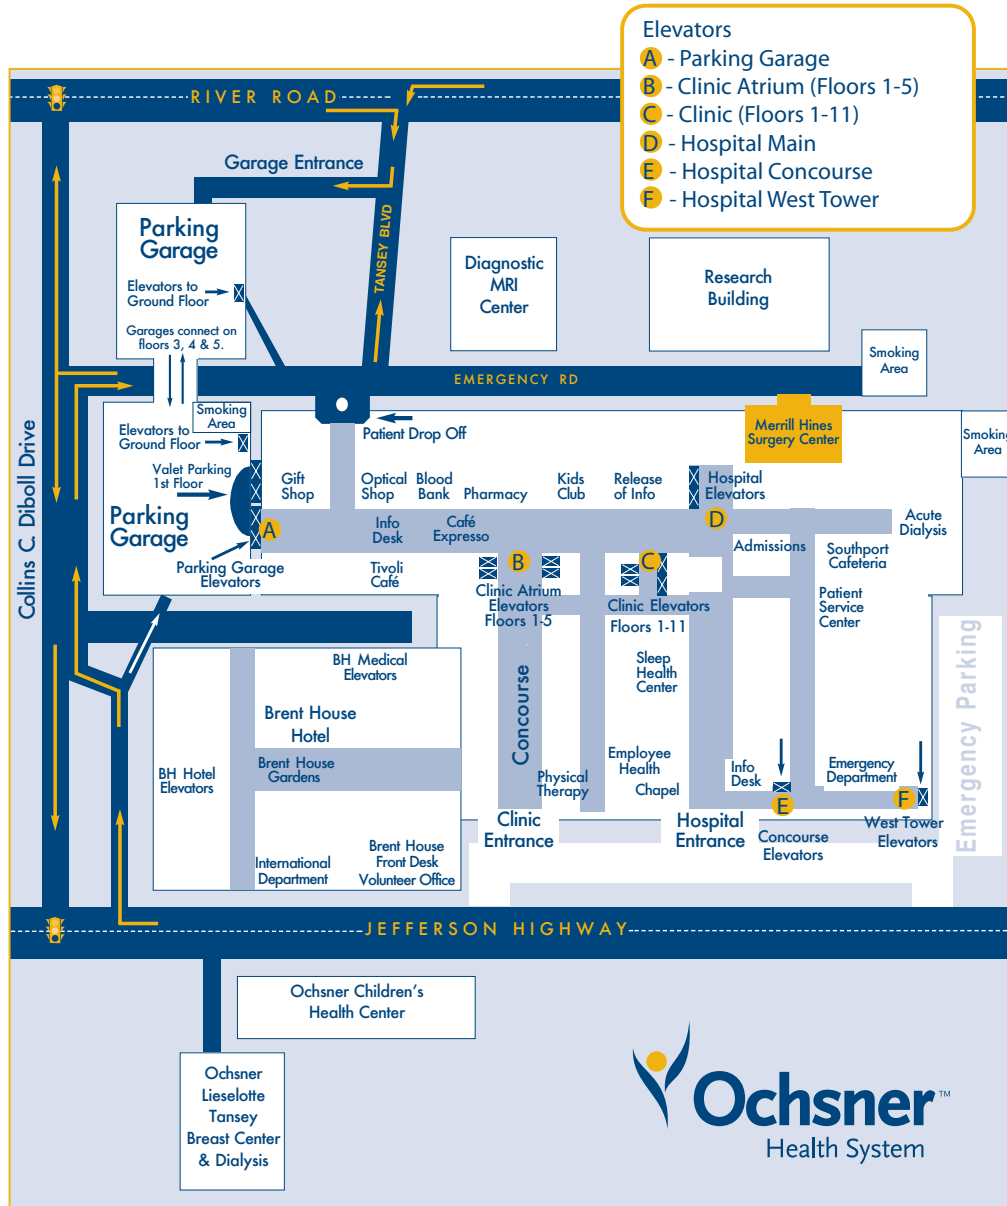 Elevators
A - Parking Garage
B - Clinic Atrium (Floors 1-5)
C - Clinic (Floors 1-11)
D - Hospital Main
E - Hospital Concourse
F - Hospital West Tower
RIVER ROAD
Garage Entrance
TANSEY BLVD
Parking
Garage
Elevators to
Ground Floor
Garages connect on
floors 3, 4 & 5.
Diagnostic
MRI
Center
Research
Building
Smoking
Area
EMERGENCY RD
Collins C. Diboll Drive
Smoking
Area
Elevators to
Ground Floor
Valet Parking
1st Floor
Parking
Garage
Parking Garage
Elevators
A
Patient Drop Off
Merrill Hines
Surgery Center
Smoking
Area
Gift
Shop
Optical
Shop
Blood
Bank
Pharmacy
Kids
Club
Release
of Info
Hospital
Elevators
D
Info
Desk
Café
Expresso
Acute
Dialysis
Admissions
Southport
Cafeteria
Tivoli
Café
B
Clinic Atrium
Elevators
Floors 1-5
C
Clinic Elevators
Floors 1-11
Patient
Service
Center
Emergency Parking
Sleep
Health
Center
Concourse
BH Medical
Elevators
Brent House
Hotel
Brent House
Gardens
BH Hotel
Elevators
Employee
Health
Physical
Therapy
Chapel
Info
Desk
Emergency
Department
E
F
Clinic
Entrance
Hospital
Entrance
Concourse
Elevators
West Tower
Elevators
International
Department
Brent House
Front Desk
Volunteer Office
JEFFERSON HIGHWAY
Ochsner Children's
Health Center
Ochsner
Lieselotte
Tansey
Breast Center
& Dialysis
Ochsner™
Health System